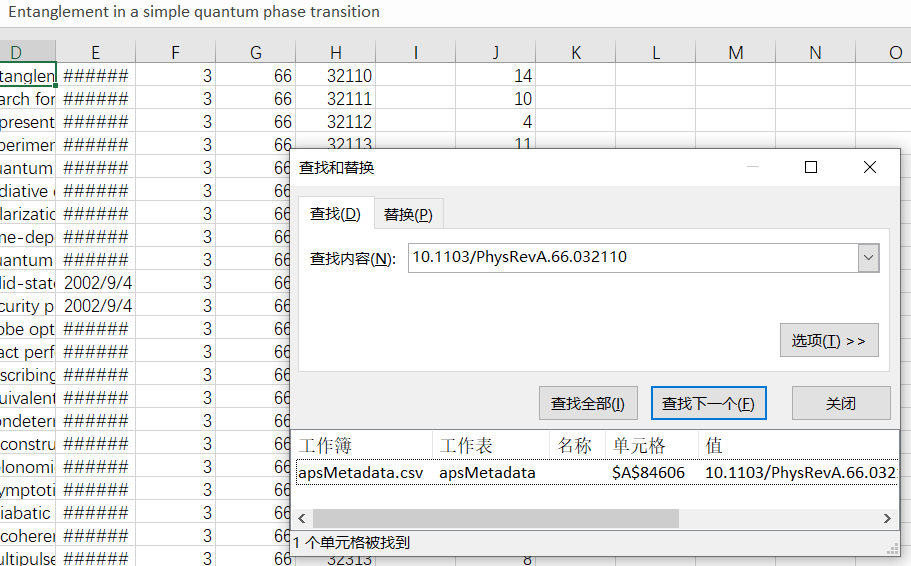 Entanglement in a simple quantum phase transition
D E F G H I J K L M N O
tanglen ###### 3 66 32110 14
arch for ###### 3 66 32111 10
present ###### 3 66 32112 4
perimer ###### 3 66 32113 11
uantum ###### 3 66
diative ###### 3 66
larizatio ###### 3 66
me-dep ###### 3 66
uantum ###### 3 66
lid-stat 2002/9/4 3 66
curity p 2002/9/4 3 66
obe opt ###### 3 66
act perf ###### 3 66
scribing ###### 3 66
uivalent ###### 3 66
ondeterr ###### 3 66
constru ###### 3 66
olonomi ###### 3 66
ymptoti ###### 3 66
iabatic ###### 3 66
coherer ###### 3 66
ultipulse ###### 3 66 32313 8
查找和替换
查找(D) 替换(P)
查找内容(N): 10.1103/PhysRevA.66.032110
选项(T) >>
查找全部(I) 查找下一个(F) 关闭
工作簿 工作表 名称 单元格 值
apsMetadata.csv apsMetadata $A$84606 10.1103/PhysRevA.66.032
1 个单元格被找到